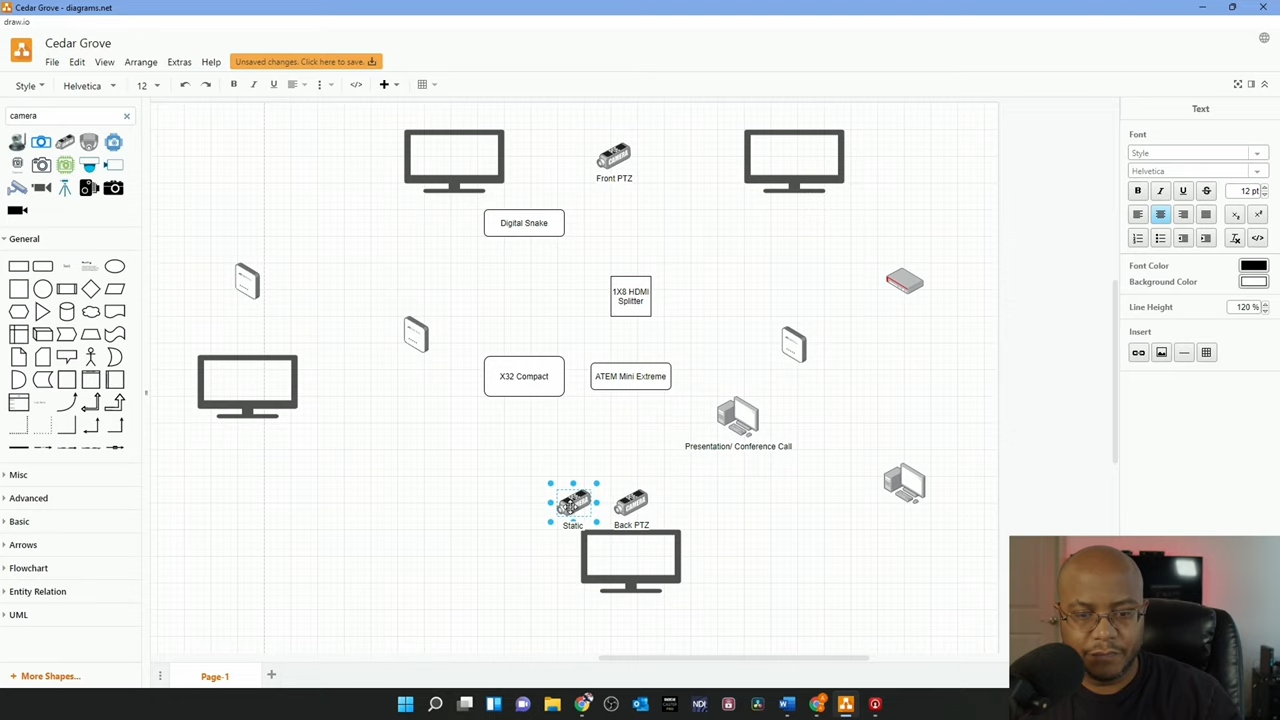 Cedar Grove - diagrams.net
draw.io
Cedar Grove
File Edit View Arrange Extras Help Unsaved changes. Click here to save.
Style Helvetica 12 B I U
camera
Text
Font
Style
Helvetica
B I U S 12 pt
Font Color
Background Color
Line Height 120 %
Insert
General
Front PTZ
Digital Snake
1X8 HDMI
Splitter
X32 Compact
ATEM Mini Extreme
Presentation/ Conference Call
Static
Back PTZ
Misc
Advanced
Basic
Arrows
Flowchart
Entity Relation
UML
+ More Shapes...
Page-1
NDI